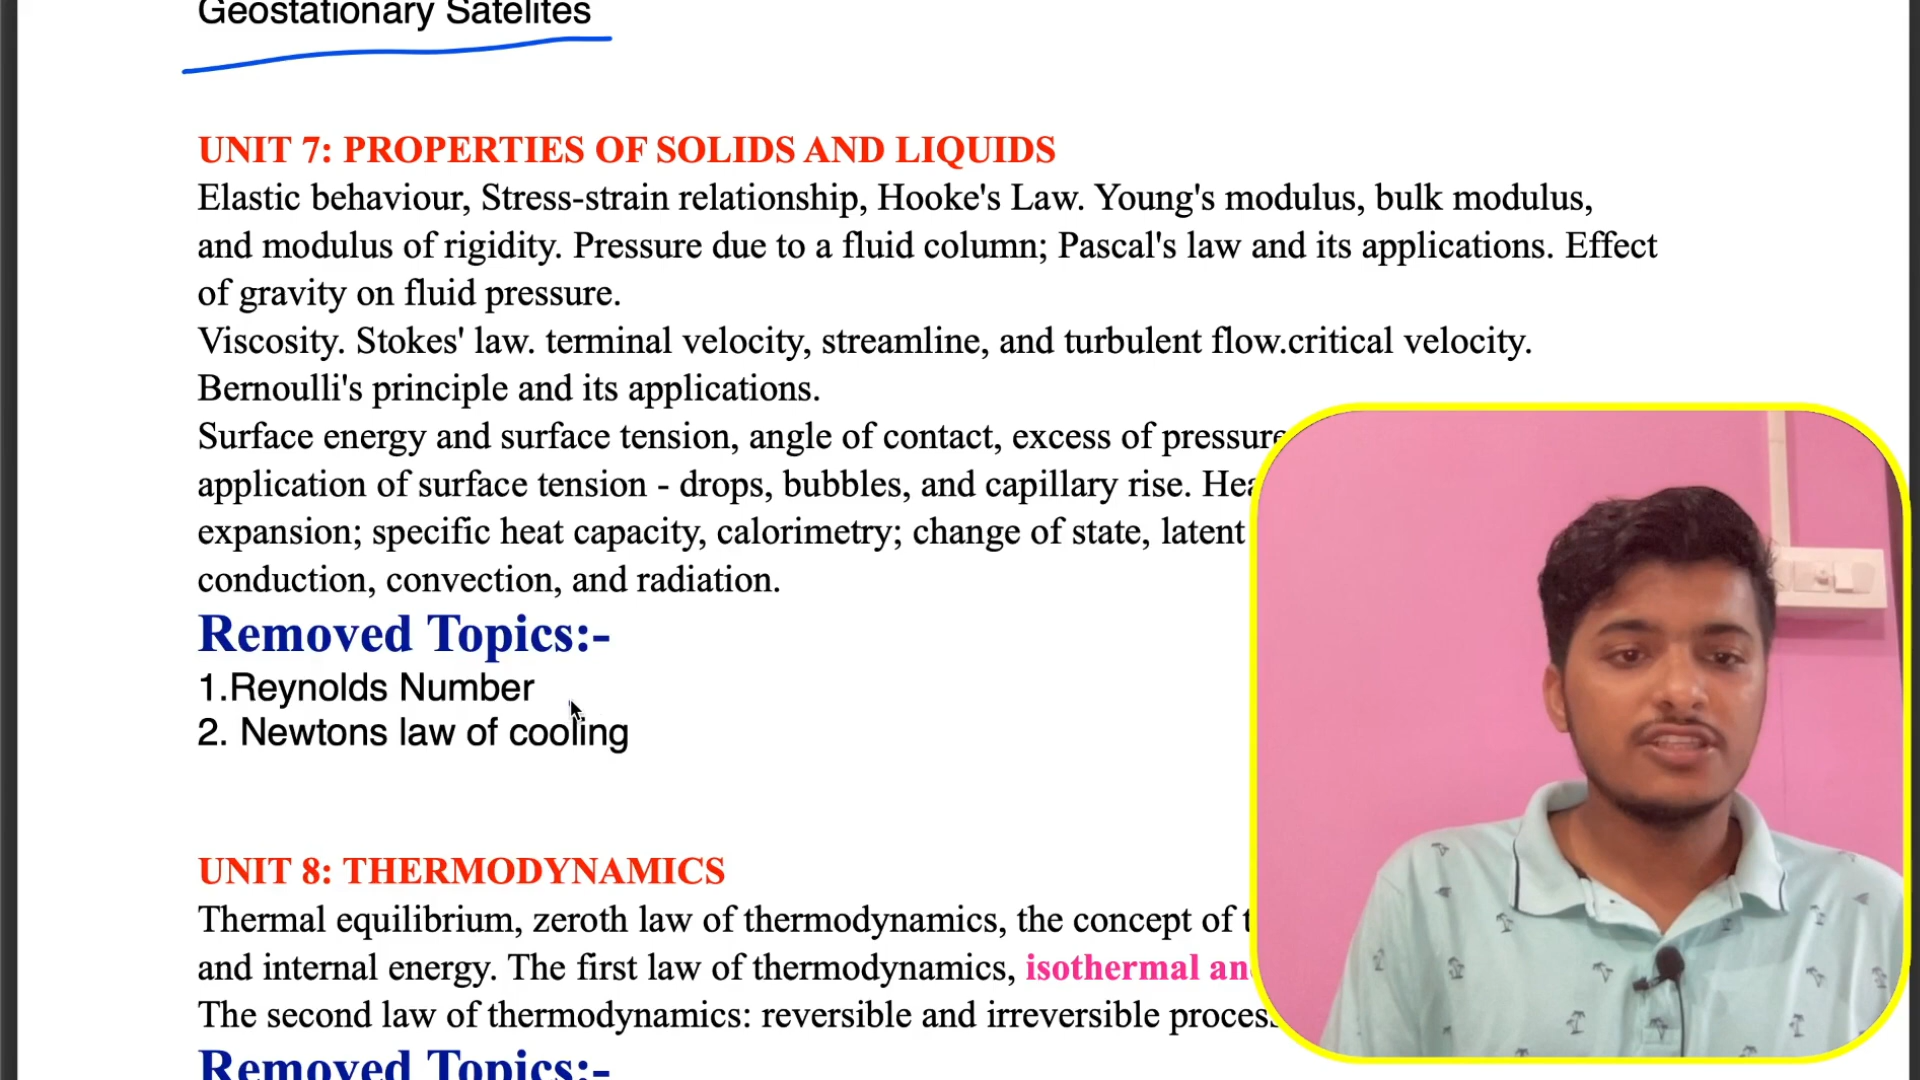 Geostationary Satelites
UNIT 7: PROPERTIES OF SOLIDS AND LIQUIDS
Elastic behaviour, Stress-strain relationship, Hooke's Law. Young's modulus, bulk modulus,
and modulus of rigidity. Pressure due to a fluid column; Pascal's law and its applications. Effect
of gravity on fluid pressure.
Viscosity. Stokes' law. terminal velocity, streamline, and turbulent flow.critical velocity.
Bernoulli's principle and its applications.
Surface energy and surface tension, angle of contact, excess of pressure
application of surface tension - drops, bubbles, and capillary rise.
expansion; specific heat capacity, calorimetry; change of state, latent
conduction, convection, and radiation.
Removed Topics:-
1.Reynolds Number
2. Newtons law of cooling
UNIT 8: THERMODYNAMICS
Thermal equilibrium, zeroth law of thermodynamics, the concept of
and internal energy. The first law of thermodynamics, isothermal
The second law of thermodynamics: reversible and irreversible
Removed Topics:-